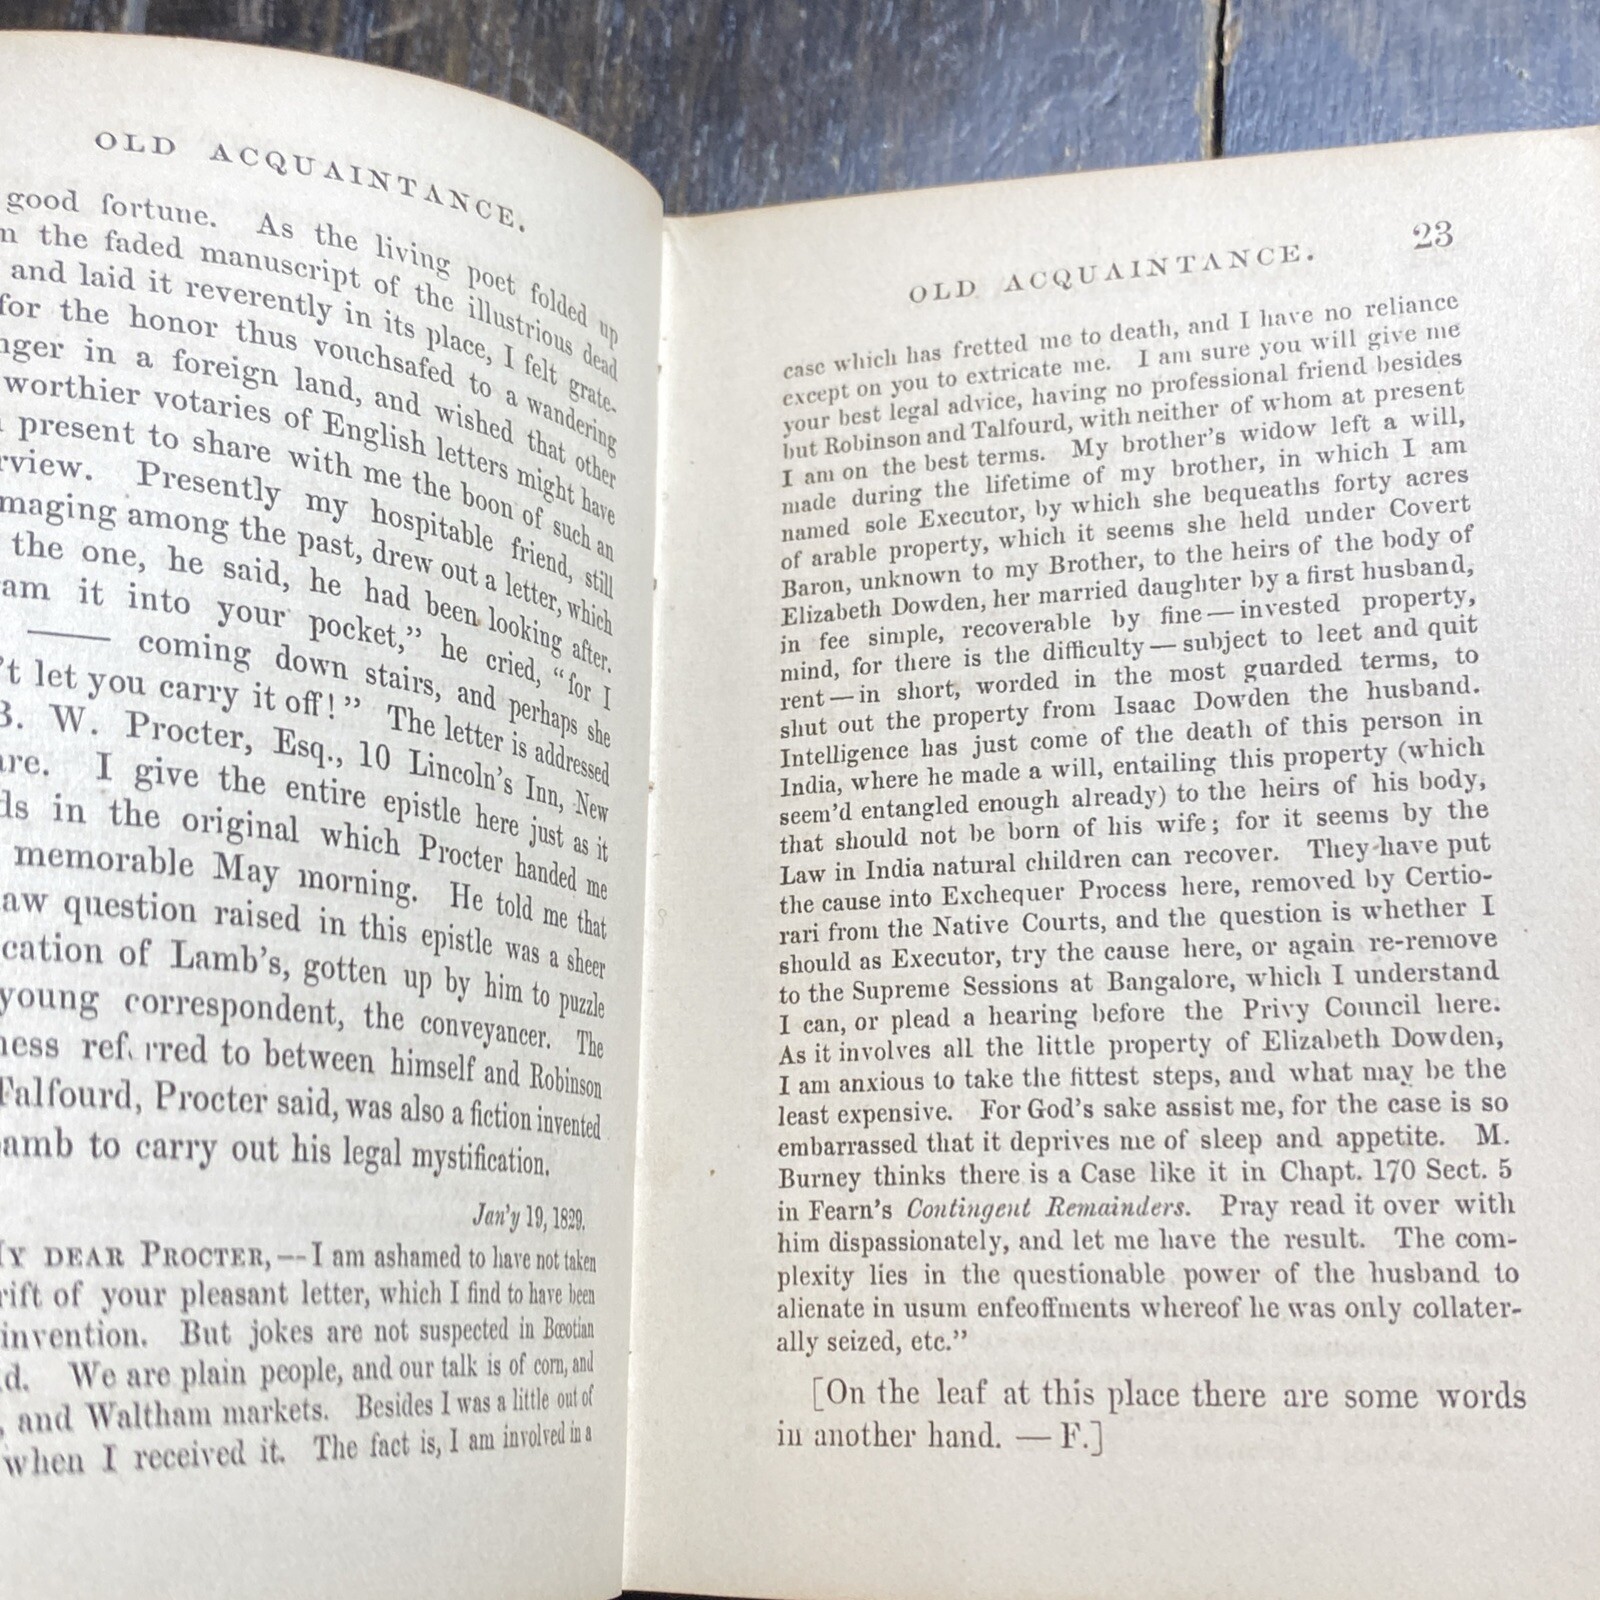 OLD ACQUAINTANCE.
good fortune. As the living poet folded up
the faded manuscript of the illustrious dead
and laid it reverently in its place, I felt grate-
for the honor thus vouchsafed to a wandering
in a foreign land, and wished that other
worthier votaries of English letters might have
present to share with me the boon of such an
Presently my hospitable friend, still
among the past, drew out a letter, which
the one, he said, he had been looking after.
it into your pocket," he cried, "for I
—— coming down stairs, and perhaps she
let you carry it off!" The letter is addressed
B. W. Procter, Esq., 10 Lincoln's Inn, New
I give the entire epistle here just as it
in the original which Procter handed me
memorable May morning. He told me that
question raised in this epistle was a sheer
of Lamb's, gotten up by him to puzzle
young correspondent, the conveyancer. The
ref. rred to between himself and Robinson
Talfourd, Procter said, was also a fiction invented
to carry out his legal mystification.
Jan'y 19, 1829.
MY DEAR PROCTER,—I am ashamed to have not taken
of your pleasant letter, which I find to have been
invention. But jokes are not suspected in Bœotian
We are plain people, and our talk is of corn, and
and Waltham markets. Besides I was a little out of
when I received it. The fact is, I am involved in a
OLD ACQUAINTANCE. 23
case which has fretted me to death, and I have no reliance
except on you to extricate me. I am sure you will give me
your best legal advice, having no professional friend besides
but Robinson and Talfourd, with neither of whom at present
I am on the best terms. My brother's widow left a will,
made during the lifetime of my brother, in which I am
named sole Executor, by which she bequeaths forty acres
of arable property, which it seems she held under Covert
Baron, unknown to my Brother, to the heirs of the body of
Elizabeth Dowden, her married daughter by a first husband,
in fee simple, recoverable by fine—invested property,
mind, for there is the difficulty—subject to leet and quit
rent—in short, worded in the most guarded terms, to
shut out the property from Isaac Dowden the husband.
Intelligence has just come of the death of this person in
India, where he made a will, entailing this property (which
seem'd entangled enough already) to the heirs of his body,
that should not be born of his wife; for it seems by the
Law in India natural children can recover. They have put
the cause into Exchequer Process here, removed by Certio-
rari from the Native Courts, and the question is whether I
should as Executor, try the cause here, or again re-remove
to the Supreme Sessions at Bangalore, which I understand
I can, or plead a hearing before the Privy Council here.
As it involves all the little property of Elizabeth Dowden,
I am anxious to take the fittest steps, and what may be the
least expensive. For God's sake assist me, for the case is so
embarrassed that it deprives me of sleep and appetite. M.
Burney thinks there is a Case like it in Chapt. 170 Sect. 5
in Fearn's Contingent Remainders. Pray read it over with
him dispassionately, and let me have the result. The com-
plexity lies in the questionable power of the husband to
alienate in usum enfeoffments whereof he was only collater-
ally seized, etc."
[On the leaf at this place there are some words
in another hand. — F.]